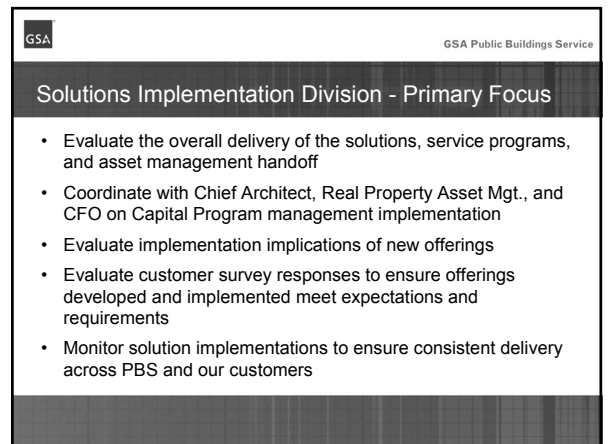 GSA
GSA Public Buildings Service
Solutions Implementation Division - Primary Focus
• Evaluate the overall delivery of the solutions, service programs,
and asset management handoff
• Coordinate with Chief Architect, Real Property Asset Mgt., and
CFO on Capital Program management implementation
• Evaluate implementation implications of new offerings
• Evaluate customer survey responses to ensure offerings
developed and implemented meet expectations and
requirements
• Monitor solution implementations to ensure consistent delivery
across PBS and our customers